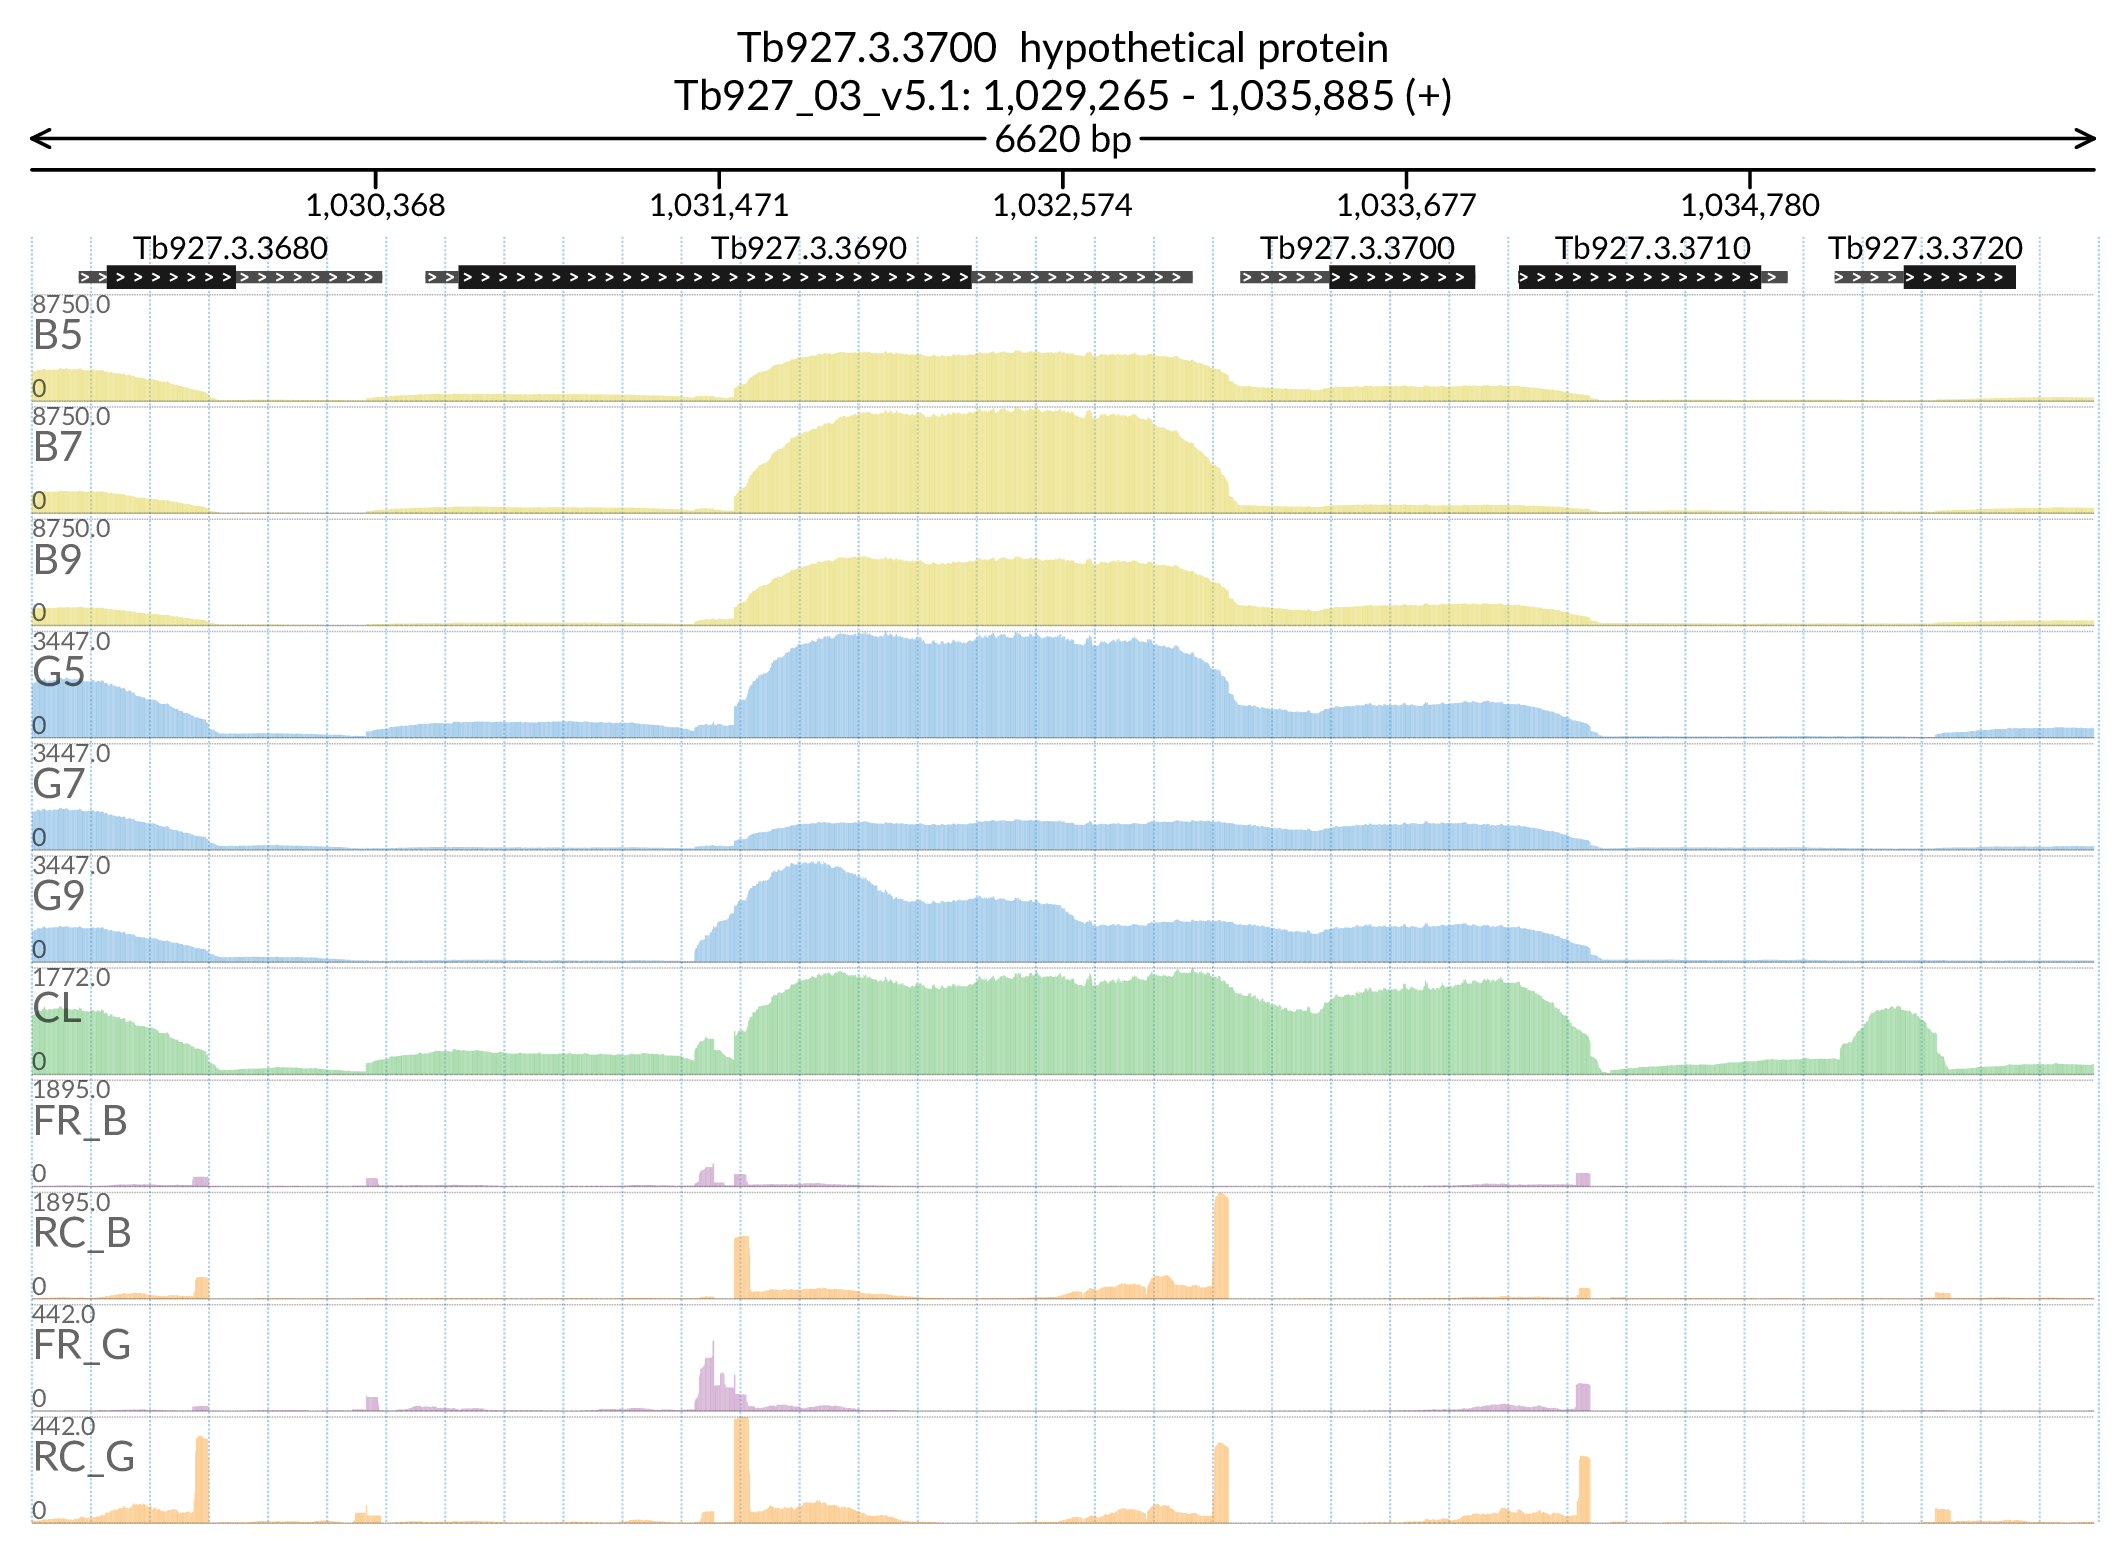 Tb927.3.3700 hypothetical protein
Tb927_03_v5.1: 1,029,265 - 1,035,885 (+)
6620 bp
1,030,368 1,031,471 1,032,574 1,033,677 1,034,780
Tb927.3.3680 Tb927.3.3690 Tb927.3.3700 Tb927.3.3710 Tb927.3.3720
8750.0
B5
0
8750.0
B7
0
8750.0
B9
0
3447.0
G5
0
3447.0
G7
0
3447.0
G9
0
1772.0
CL
0
1895.0
FR_B
0
1895.0
RC_B
0
442.0
FR_G
0
442.0
RC_G
0